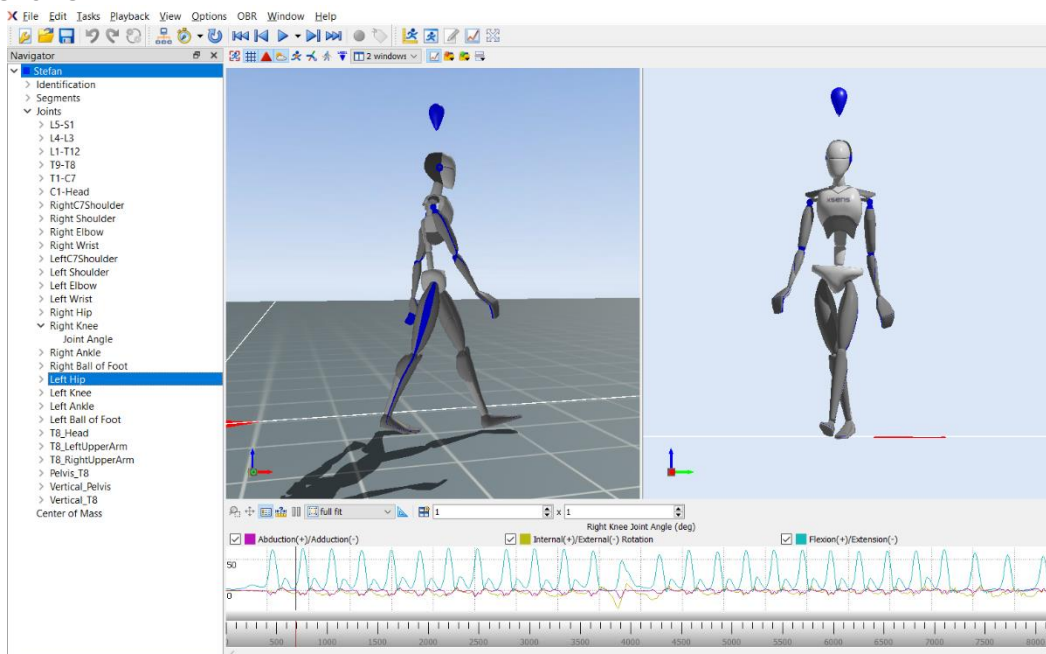 File Edit Tasks Playback View Options OBR Window Help
Navigator
2 windows
Stefan
Identification
Segments
Joints
L5-S1
L4-L3
L1-T12
T9-T8
T1-C7
C1-Head
RightC7Shoulder
Right Shoulder
Right Elbow
Right Wrist
LeftC7Shoulder
Left Shoulder
Left Elbow
Left Wrist
Right Hip
Right Knee
Joint Angle
Right Ankle
Right Ball of Foot
Left Hip
Left Knee
Left Ankle
Left Ball of Foot
T8_Head
T8_LeftUpperArm
T8_RightUpperArm
Pelvis_T8
Vertical_Pelvis
Vertical_T8
Center of Mass
xsens
full fit 1 x 1
Right Knee Joint Angle (deg)
Abduction(+)/Adduction(-) Internal(+)/External(-) Rotation Flexion(+)/Extension(-)
50
0
500 1000 1500 2000 2500 3000 3500 4000 4500 5000 5500 6000 6500 7000 7500 8000